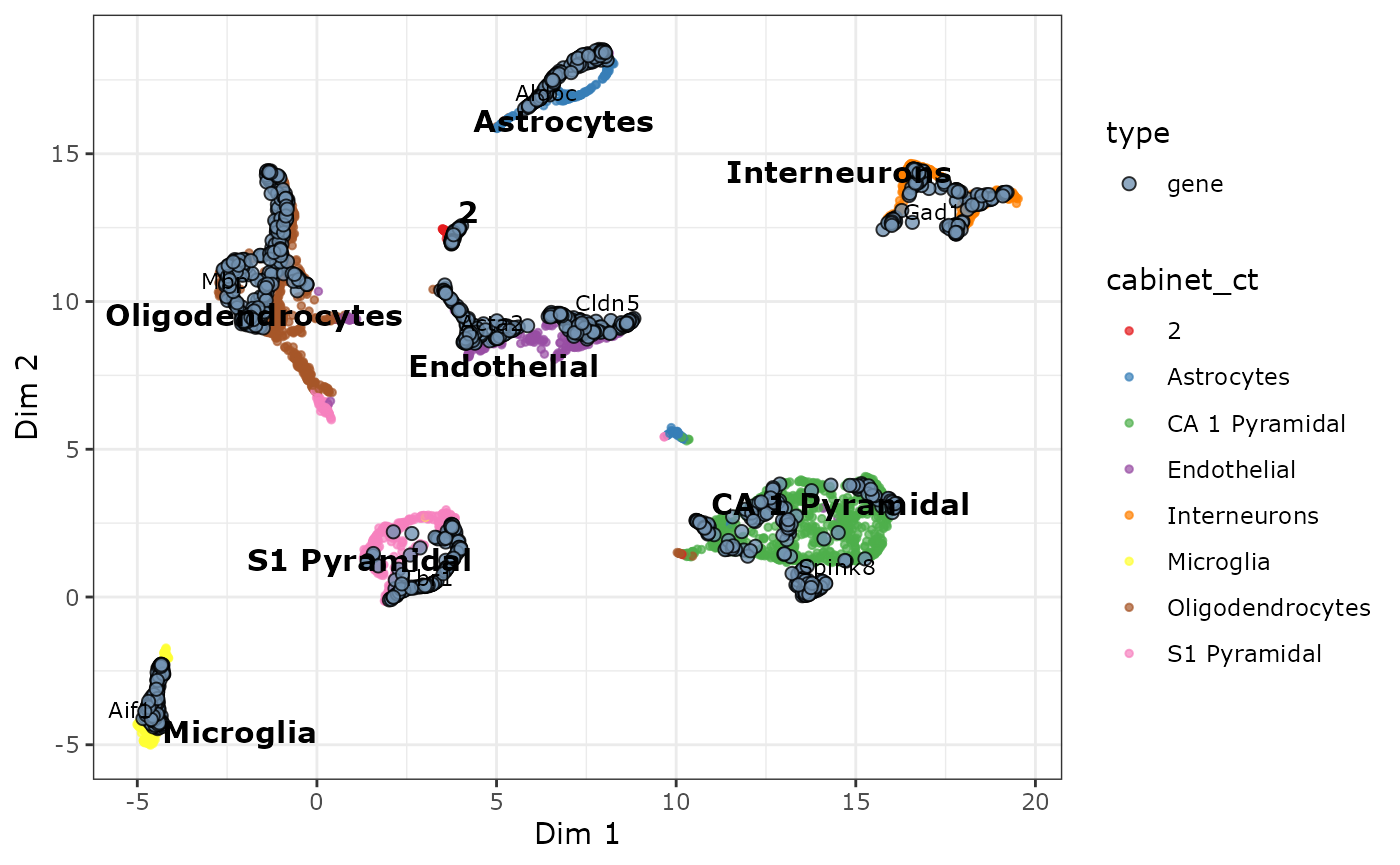 Aldoc
Astrocytes
Interneurons
Gad1
2
Mbp
Oligodendrocytes
Cldn5
Acta2
Endothelial
CA 1 Pyramidal
Spink8
S1 Pyramidal
Tbr1
Aif1
Microglia
15
10
5
0
-5
-5
0
5
10
15
20
Dim 1
Dim 2
type
gene
cabinet_ct
2
Astrocytes
CA 1 Pyramidal
Endothelial
Interneurons
Microglia
Oligodendrocytes
S1 Pyramidal